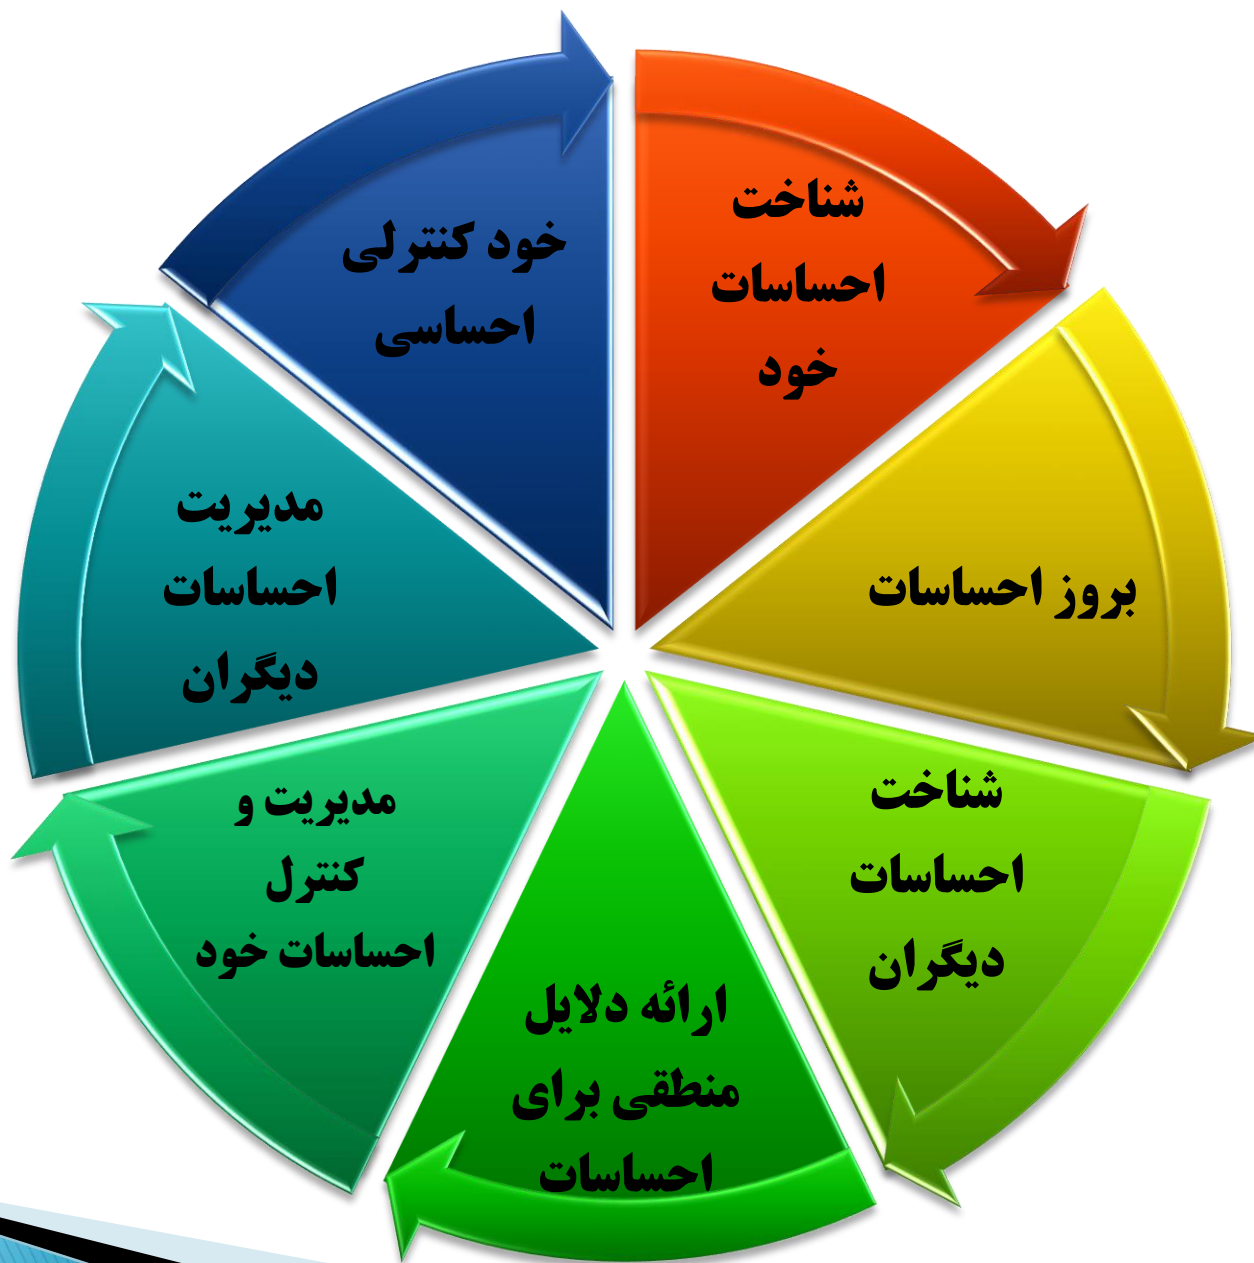 شناخت
احساسات
خود
بروز احساسات
شناخت
احساسات
دیگران
ارائه دلایل
منطقی برای
احساسات
مدیریت و
کنترل
احساسات خود
مدیریت
احساسات
دیگران
خود کنترلی
احساسی